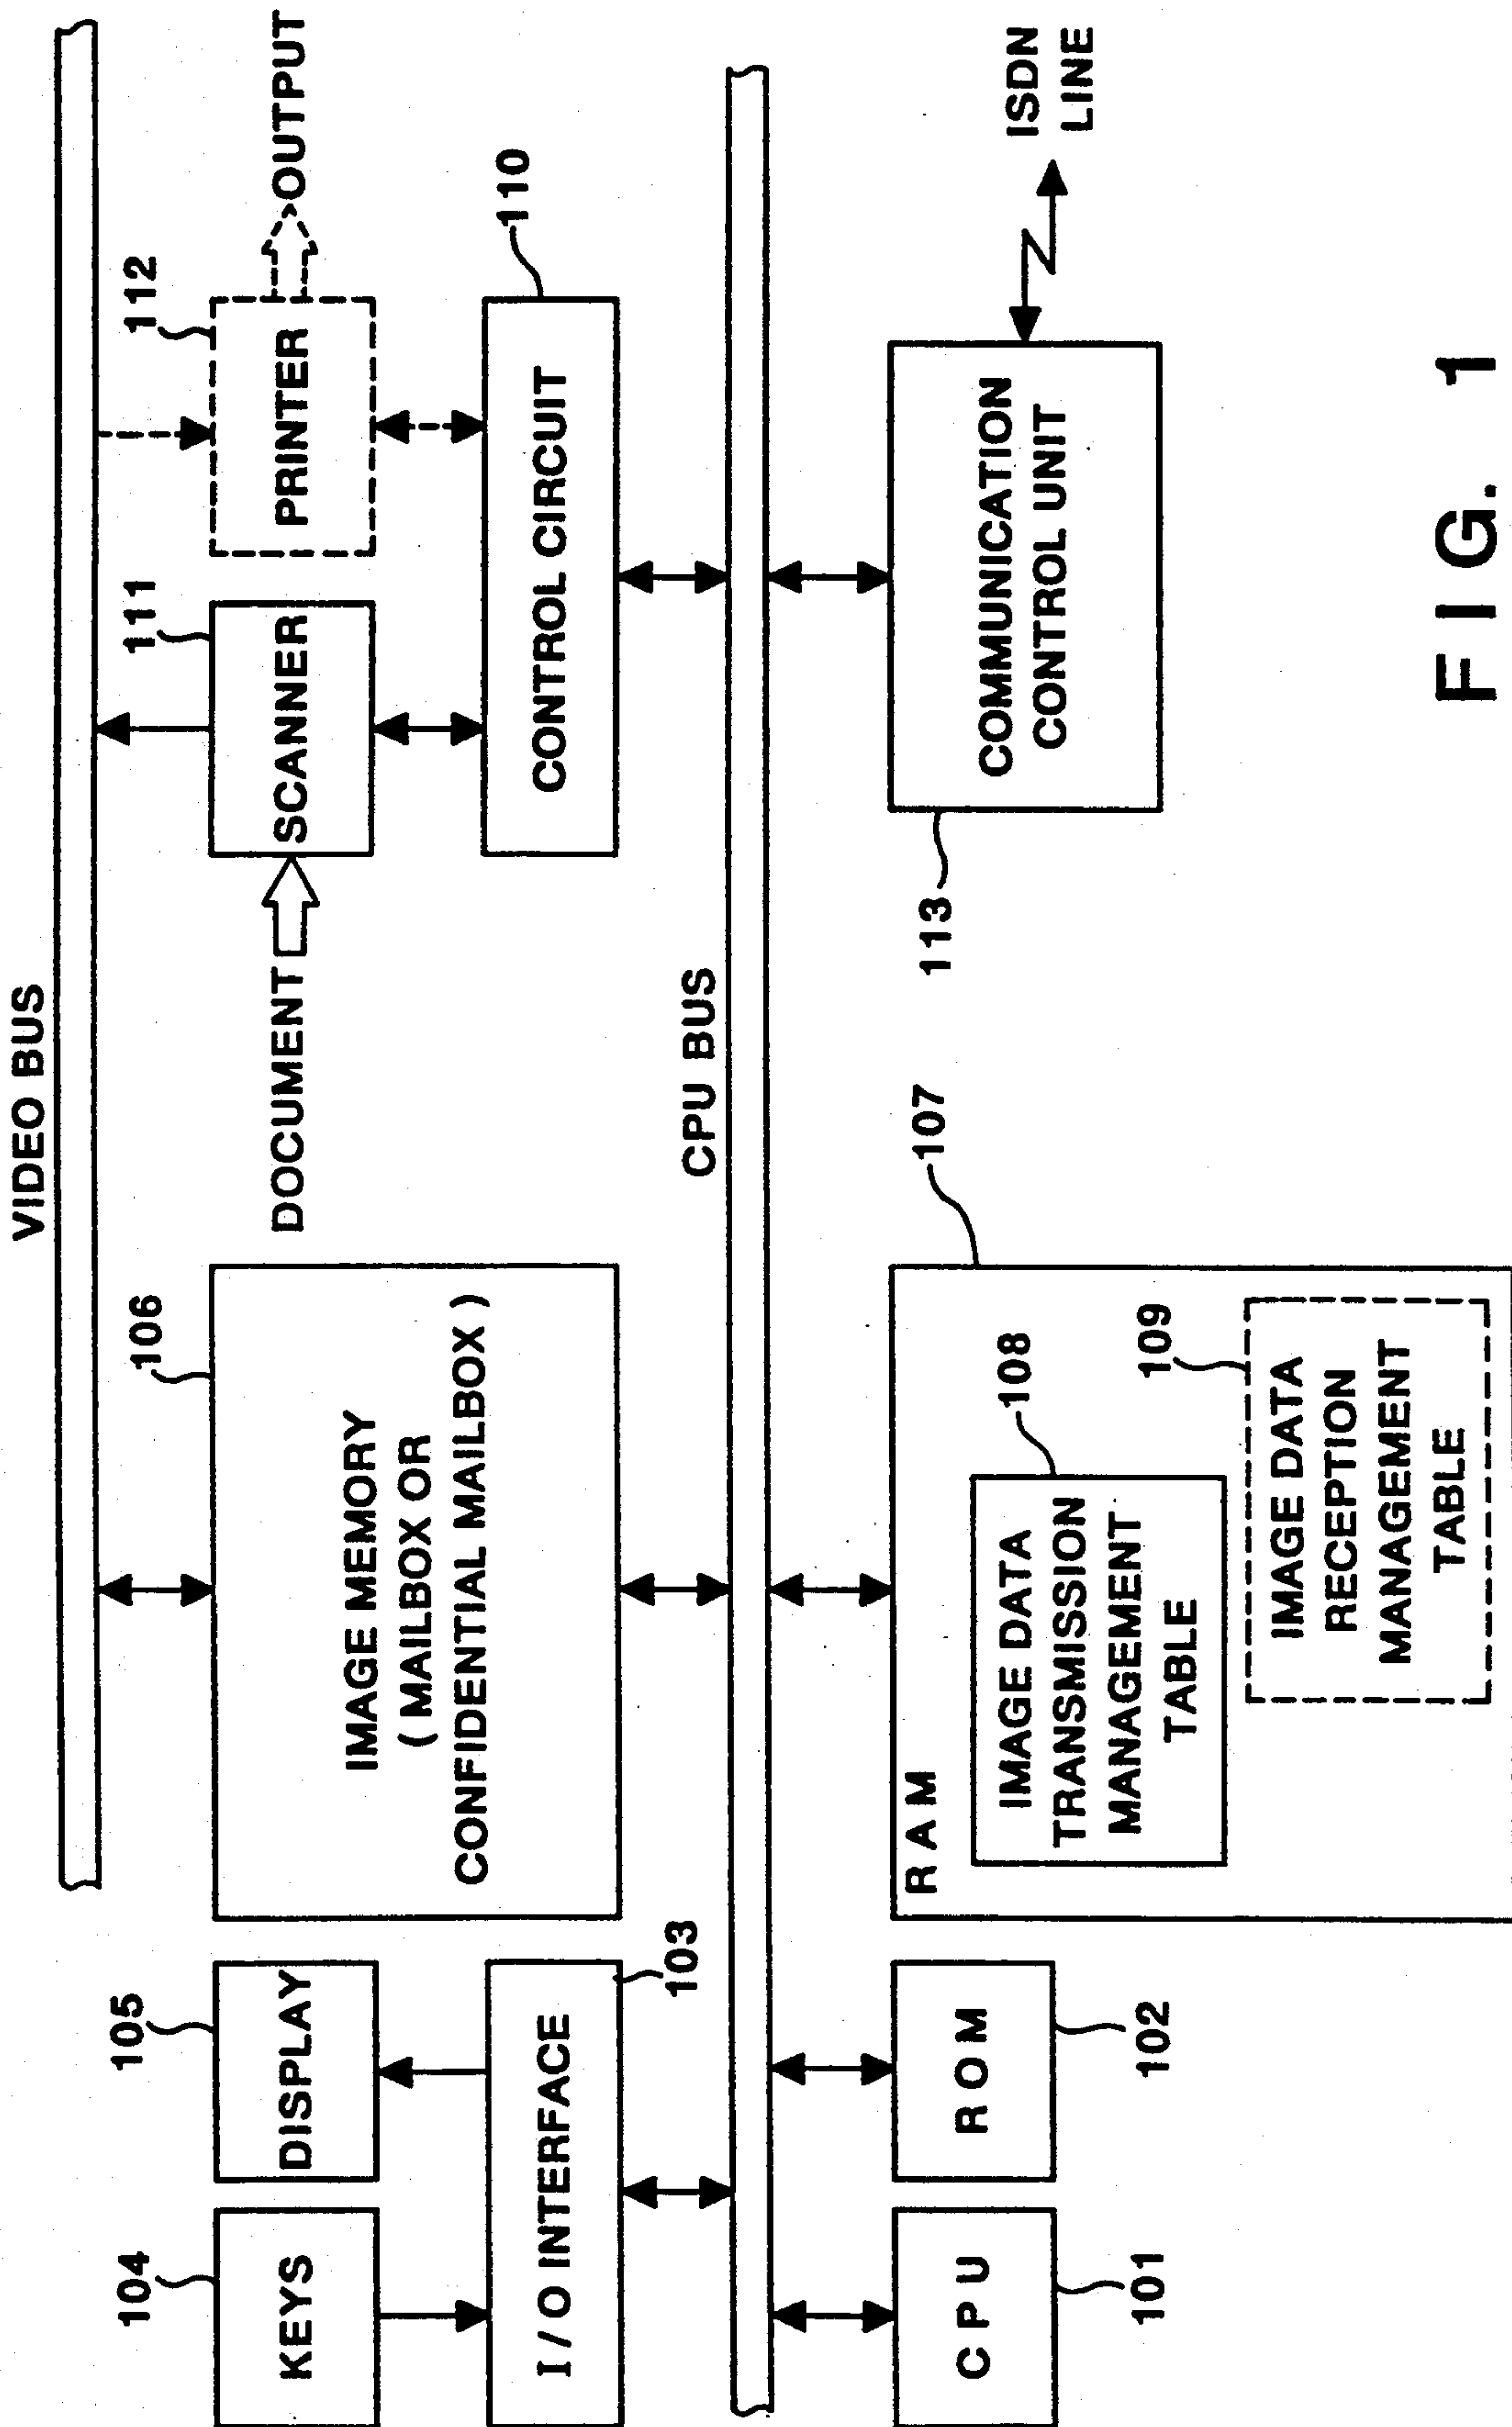 VIDEO BUS
106
IMAGE MEMORY
( MAILBOX OR
CONFIDENTIAL MAILBOX )
105
DISPLAY
104
KEYS
I / O INTERFACE
103
DOCUMENT
111
SCANNER
112
PRINTER
OUTPUT
CONTROL CIRCUIT
110
CPU BUS
CPU
101
ROM
102
RAM
107
108
IMAGE DATA
TRANSMISSION
MANAGEMENT
TABLE
109
IMAGE DATA
RECEPTION
MANAGEMENT
TABLE
113
COMMUNICATION
CONTROL UNIT
ISDN
LINE
FIG. 1